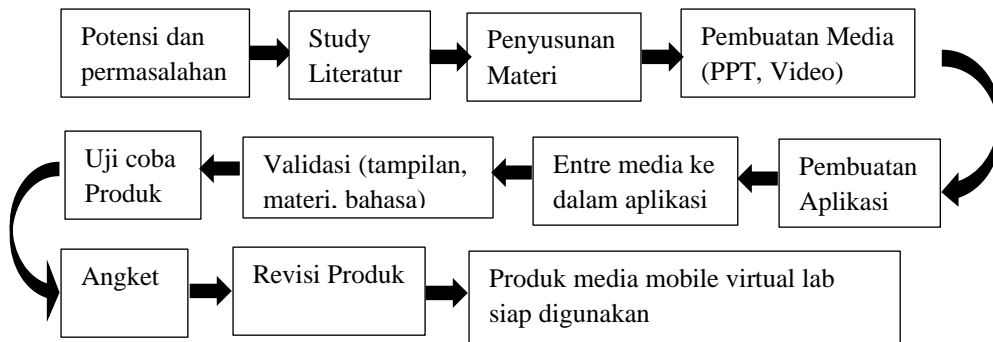 Potensi dan
permasalahan
Study
Literatur
Penyusunan
Materi
Pembuatan Media
(PPT, Video)
Uji coba
Produk
Validasi (tampilan,
materi, bahasa)
Entre media ke
dalam aplikasi
Pembuatan
Aplikasi
Angket
Revisi Produk
Produk media mobile virtual lab
siap digunakan